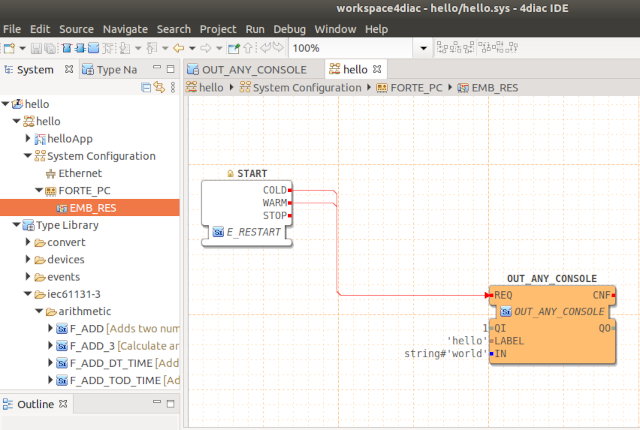 workspace4diac - hello/hello.sys - 4diac IDE
File Edit Source Navigate Search Project Run Window Help
100%
System Type Na
hello
hello
helloApp
System Configuration
Ethernet
FORTE_PC
EMB_RES
Type Library
convert
devices
events
iec61131-3
arithmetic
F_ADD [Adds two num
F_ADD_3 [Calculate ar
F_ADD_DT_TIME [Add
F_ADD_TOD_TIME [Ad
Outline
OUT_ANY_CONSOLE hello
hello System Configuration FORTE_PC EMB_RES
START
COLD
WARM
STOP
E_RESTART
OUT_ANY_CONSOLE
REQ CNF
OUT_ANY_CONSOLE
1 QI QO
'hello' LABEL
string#'world' IN